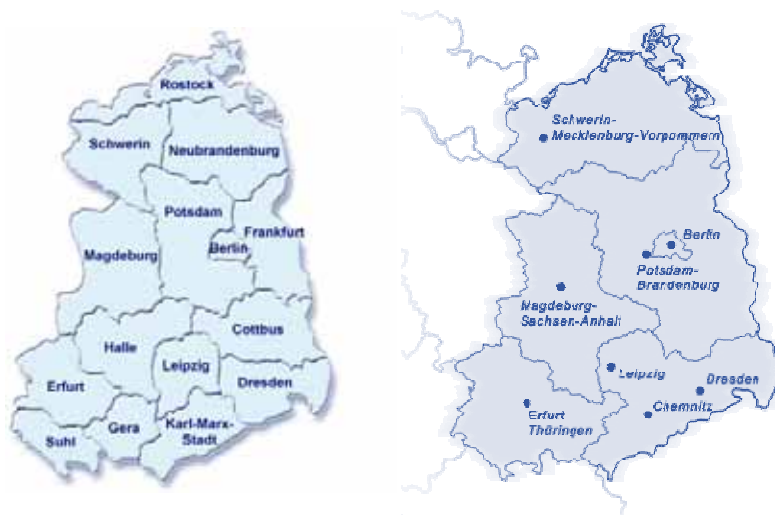 Rostock
Schwerin
Neubrandenburg
Potsdam
Frankfurt
Berlin
Magdeburg
Cottbus
Halle
Leipzig
Dresden
Erfurt
Gera
Karl-Marx-
Stadt
Suhl
Schwerin-
Mecklenburg-Vorpommern
Berlin
Potsdam-
Brandenburg
Magdeburg-
Sachsen-Anhalt
Leipzig
Dresden
Chemnitz
Erfurt
Thüringen